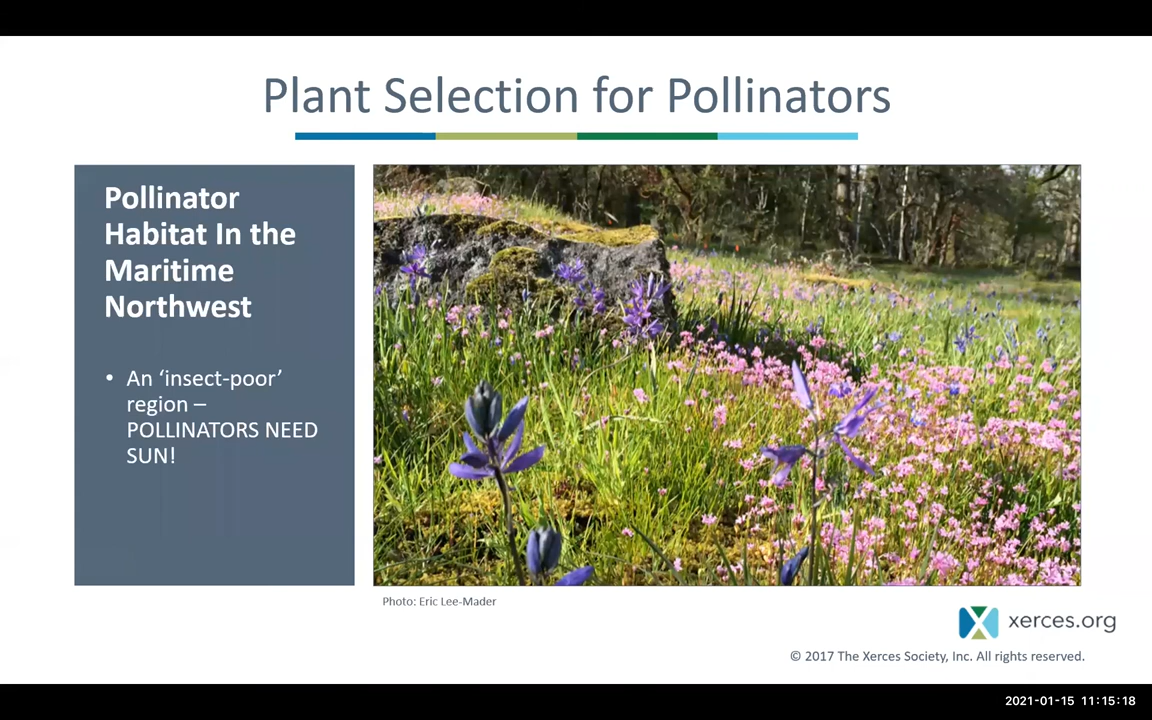 Plant Selection for Pollinators
Pollinator
Habitat In the
Maritime
Northwest
• An ‘insect-poor’
region –
POLLINATORS NEED
SUN!
Photo: Eric Lee-Mader
xerces.org
© 2017 The Xerces Society, Inc. All rights reserved.
2021-01-15 11:15:18